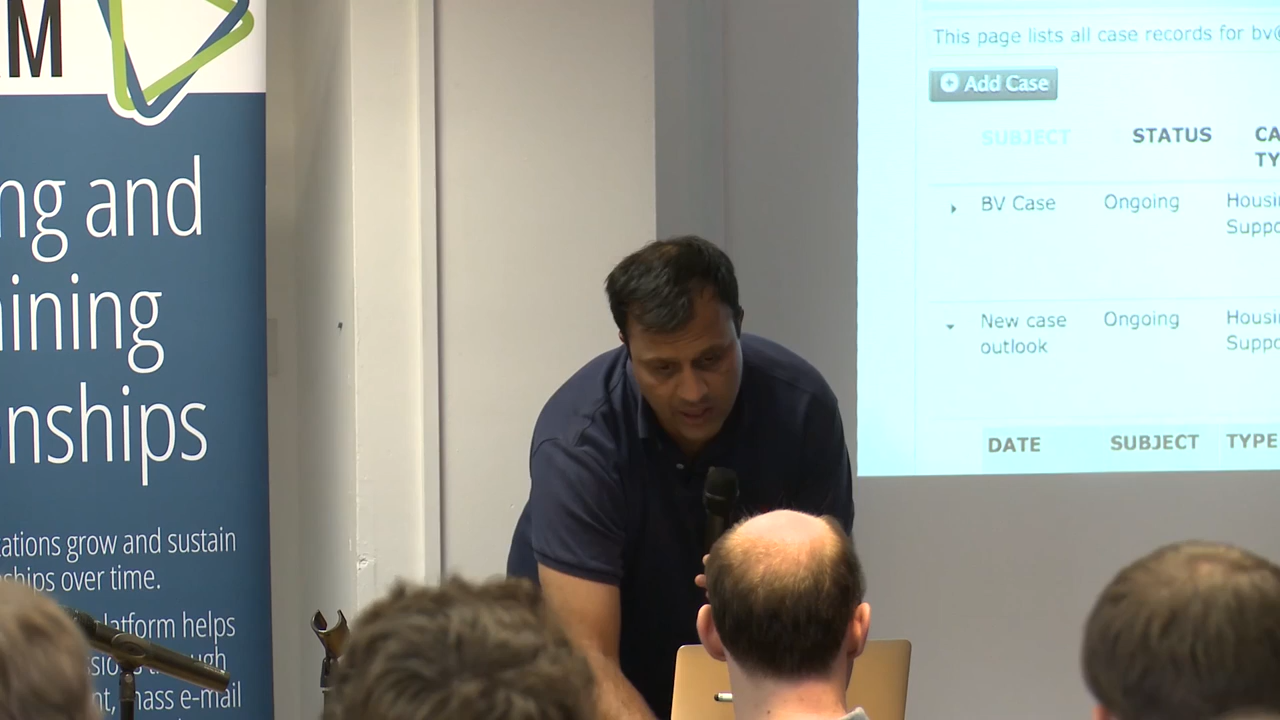 M
ng and
ining
nships
ations grow and sustain
ships over time.
latform helps
mass e-mail
This page lists all case records for bv@
Add Case
SUBJECT STATUS CA
TY
BV Case Ongoing Housi
Suppo
New case Ongoing Housi
outlook Suppo
DATE SUBJECT TYPE